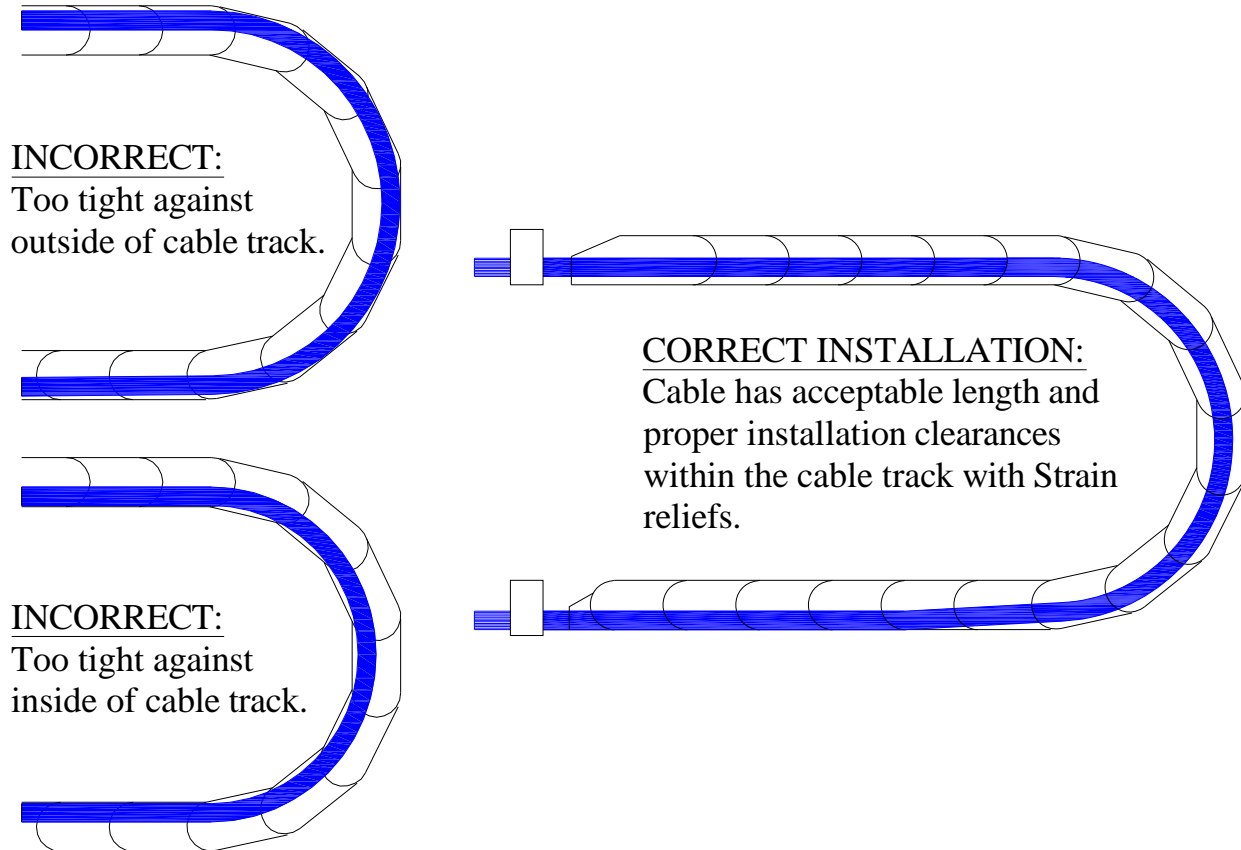 INCORRECT:
Too tight against
outside of cable track.
CORRECT INSTALLATION:
Cable has acceptable length and
proper installation clearances
within the cable track with Strain
reliefs.
INCORRECT:
Too tight against
inside of cable track.